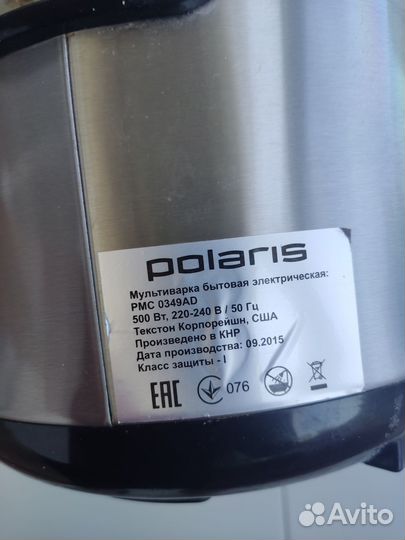 polaris
Мультиварка бытовая электрическая:
PMC 0349AD
500 Вт, 220-240 В / 50 Гц
Текстон Корпорейшн, США
Произведено в КНР
Дата производства: 09.2015
Класс защиты - I
EAC 076
Avito